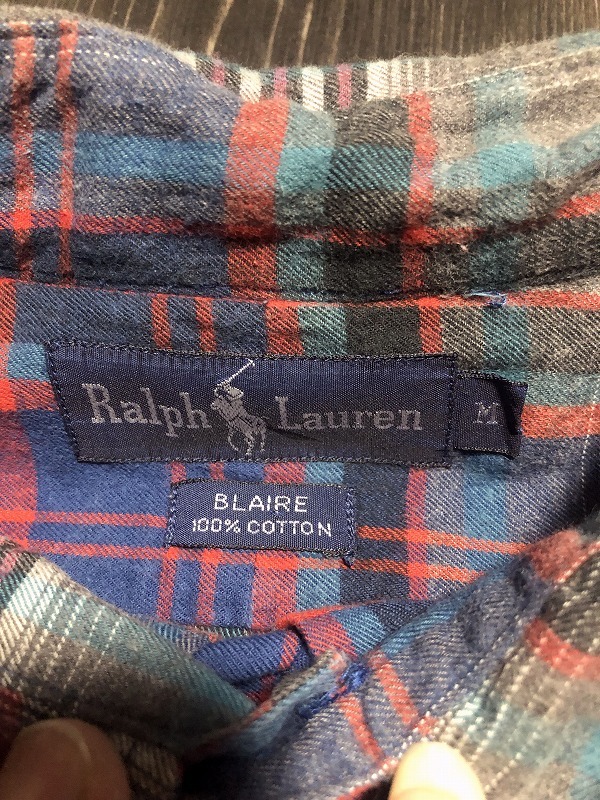 Ralph Lauren
M
BLAIRE
100% COTTON